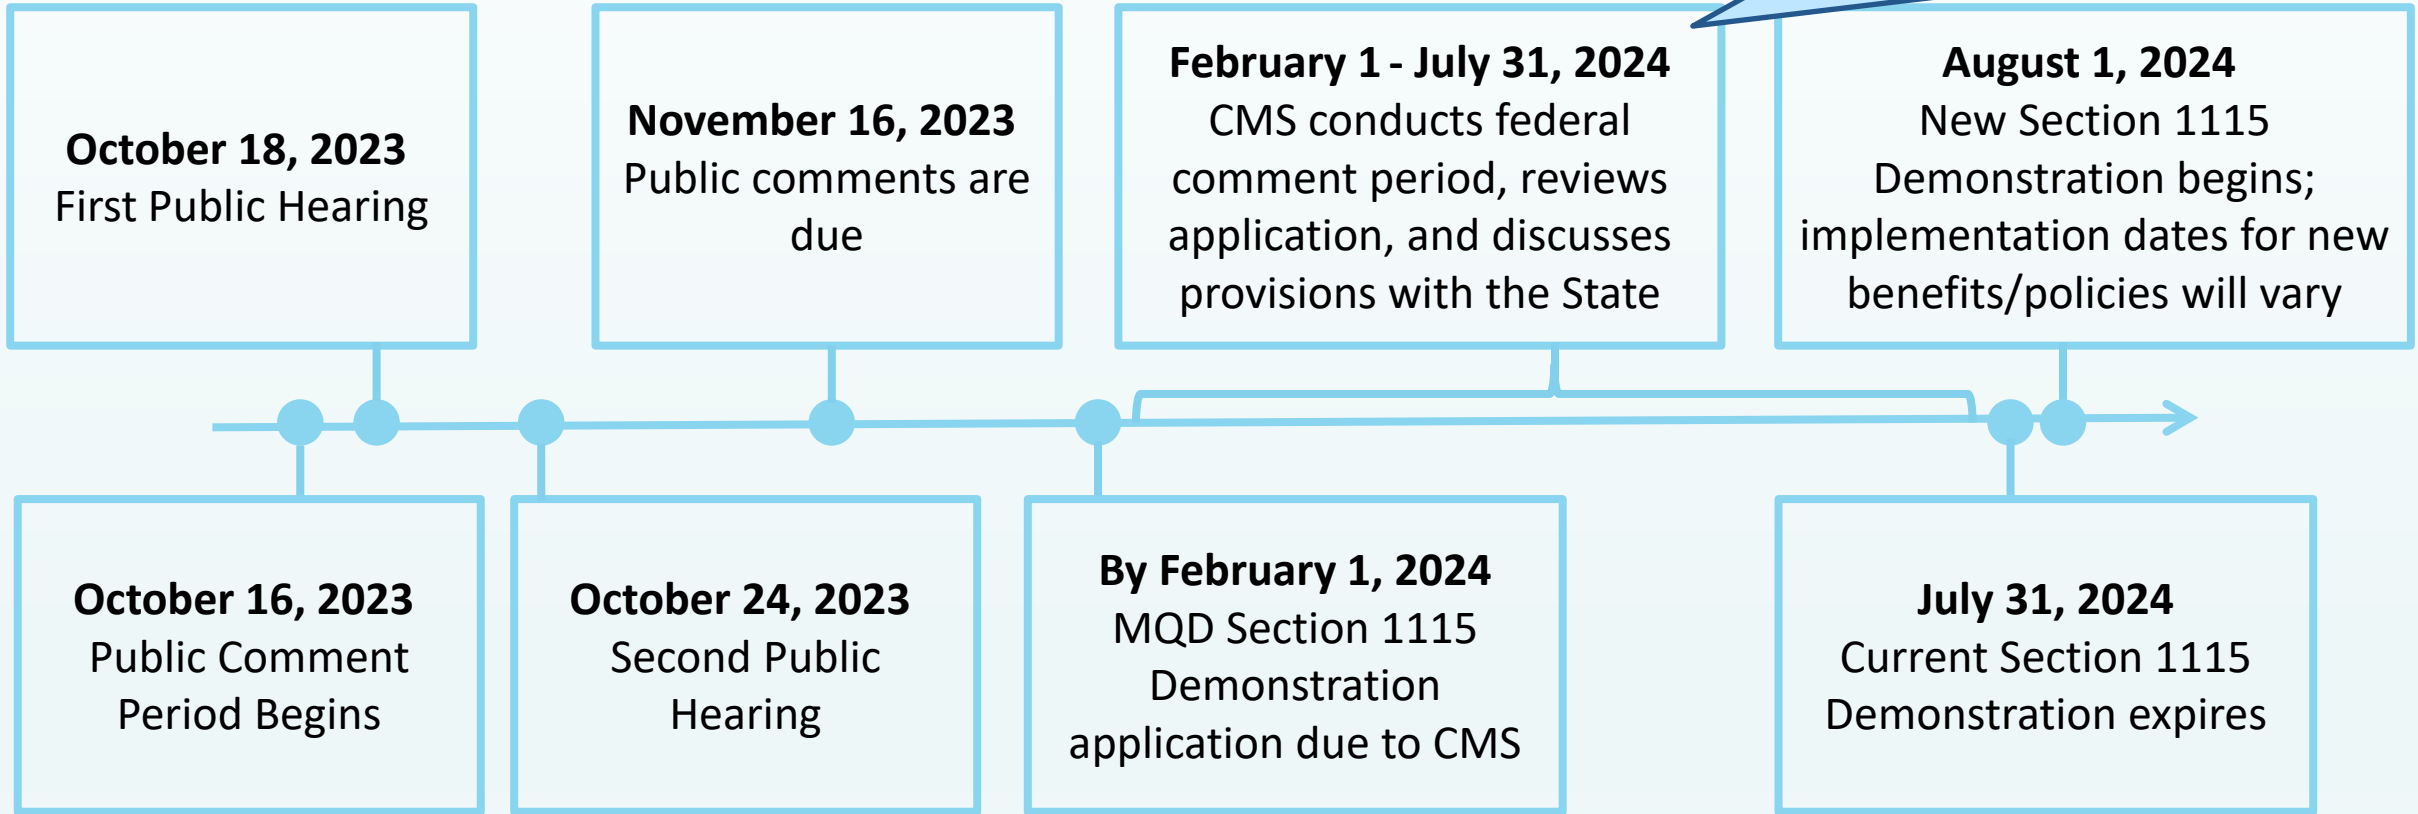 October 18, 2023
First Public Hearing
November 16, 2023
Public comments are
due
February 1 - July 31, 2024
CMS conducts federal
comment period, reviews
application, and discusses
provisions with the State
August 1, 2024
New Section 1115
Demonstration begins;
implementation dates for new
benefits/policies will vary
October 16, 2023
Public Comment
Period Begins
October 24, 2023
Second Public
Hearing
By February 1, 2024
MQD Section 1115
Demonstration
application due to CMS
July 31, 2024
Current Section 1115
Demonstration expires